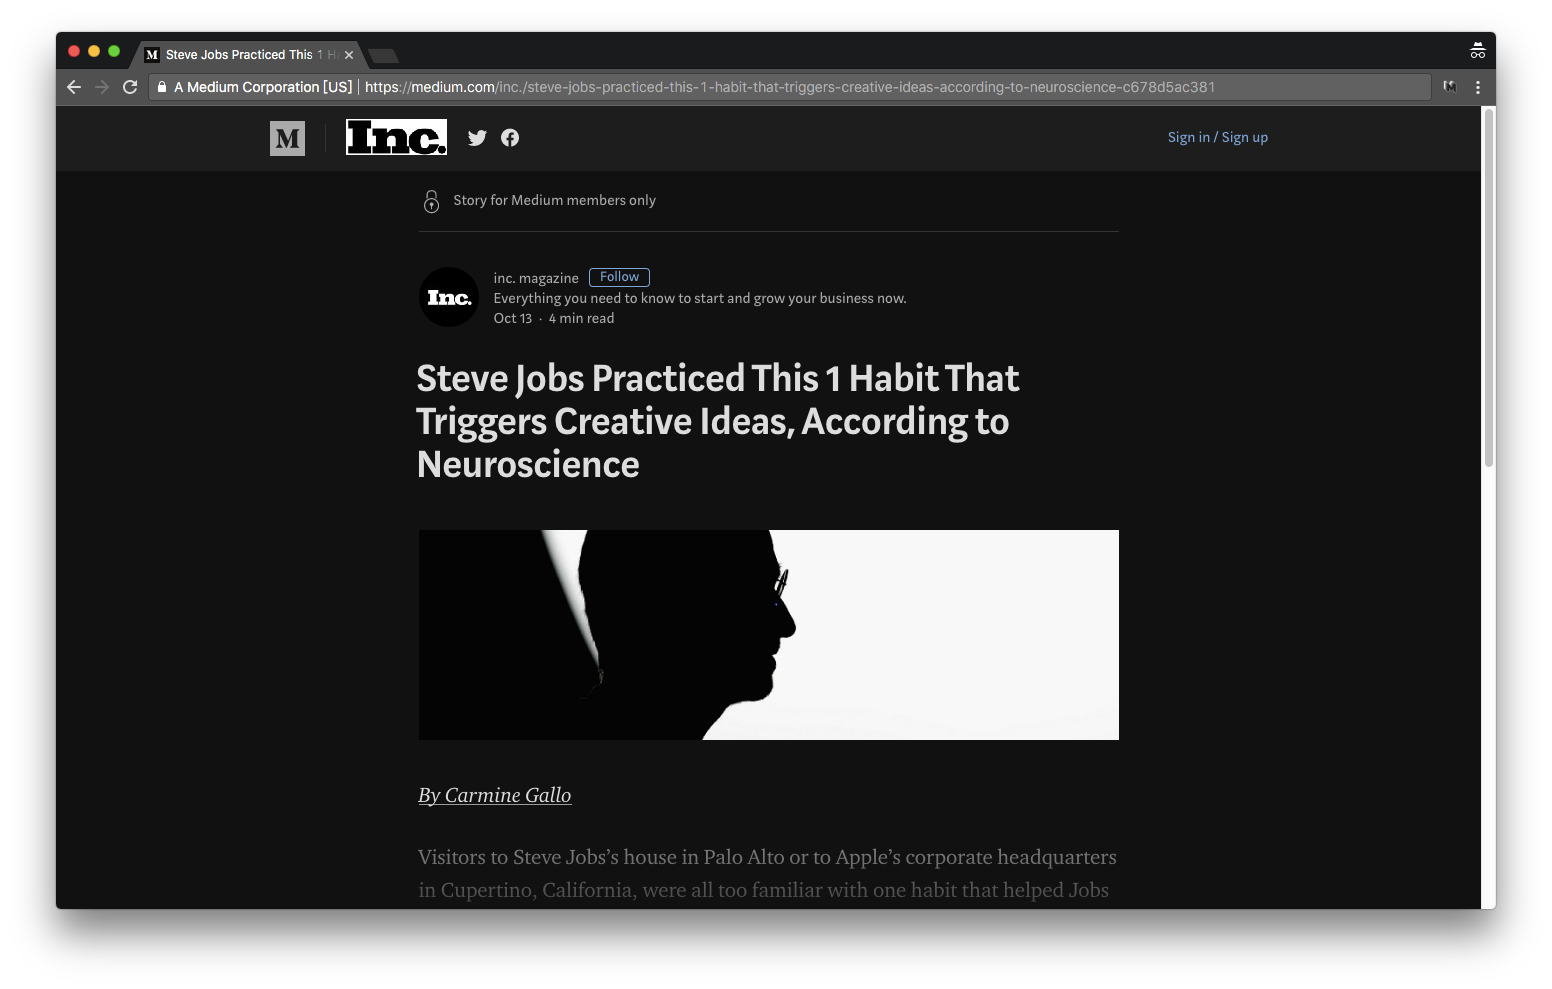 M Steve Jobs Practiced This 1 H
A Medium Corporation [US] | https://medium.com/inc./steve-jobs-practiced-this-1-habit-that-triggers-creative-ideas-according-to-neuroscience-c678d5ac381
M Inc. Sign in / Sign up
Story for Medium members only
Inc.
inc. magazine Follow
Everything you need to know to start and grow your business now.
Oct 13 · 4 min read
Steve Jobs Practiced This 1 Habit That
Triggers Creative Ideas, According to
Neuroscience
By Carmine Gallo
Visitors to Steve Jobs’s house in Palo Alto or to Apple’s corporate headquarters
in Cupertino, California, were all too familiar with one habit that helped Jobs